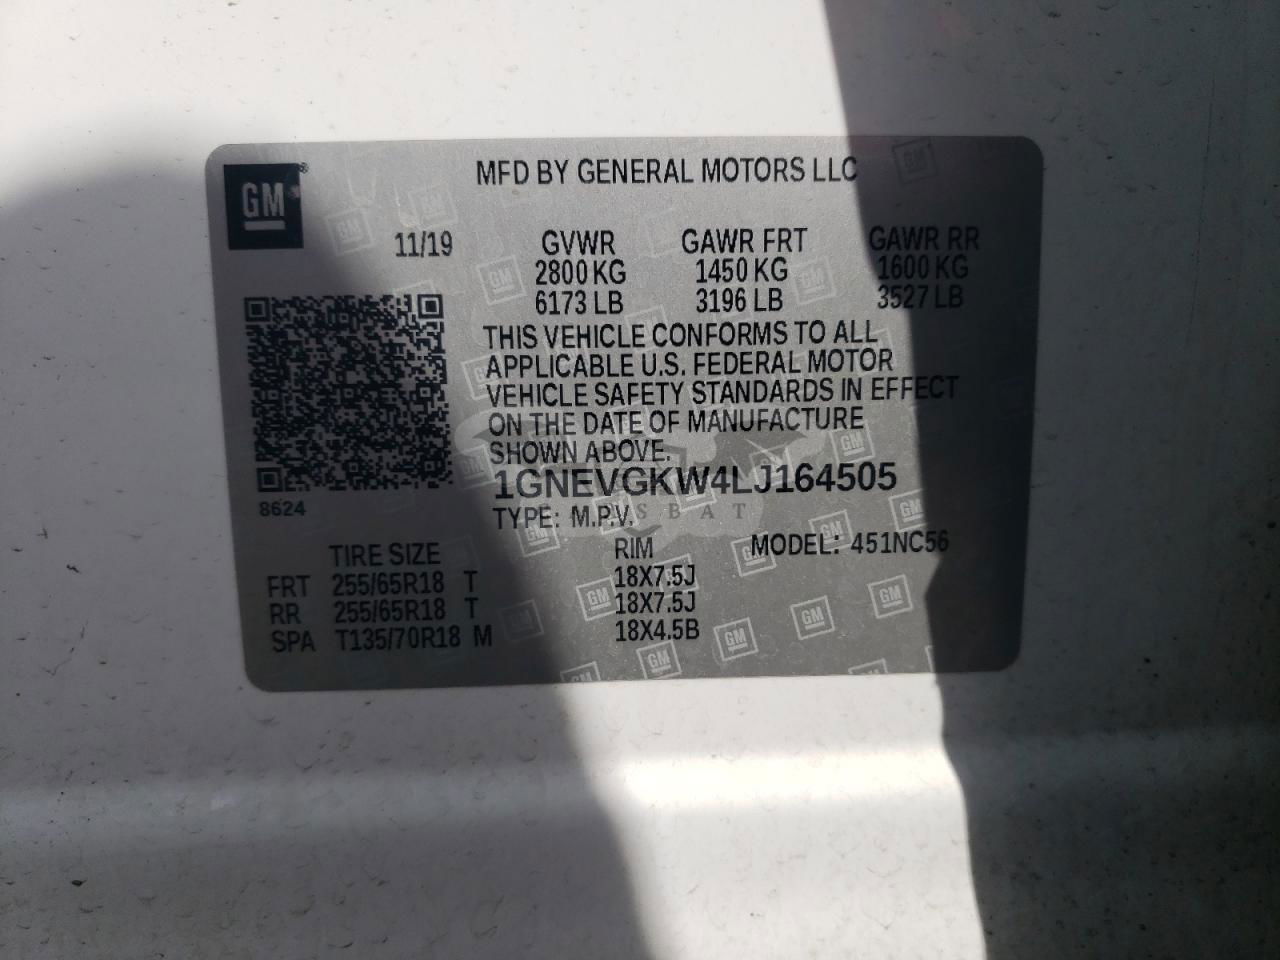 GM
MFD BY GENERAL MOTORS LLC
11/19 GVWR GAWR FRT GAWR RR
2800 KG 1450 KG 1600 KG
6173 LB 3196 LB 3527 LB
THIS VEHICLE CONFORMS TO ALL
APPLICABLE U.S. FEDERAL MOTOR
VEHICLE SAFETY STANDARDS IN EFFECT
ON THE DATE OF MANUFACTURE
SHOWN ABOVE.
1GNEVGKW4LJ164505
8624
TYPE: M.P.V.
TIRE SIZE RIM MODEL: 451NC56
FRT 255/65R18 T 18X7.5J
RR 255/65R18 T 18X7.5J
SPA T135/70R18 M 18X4.5B